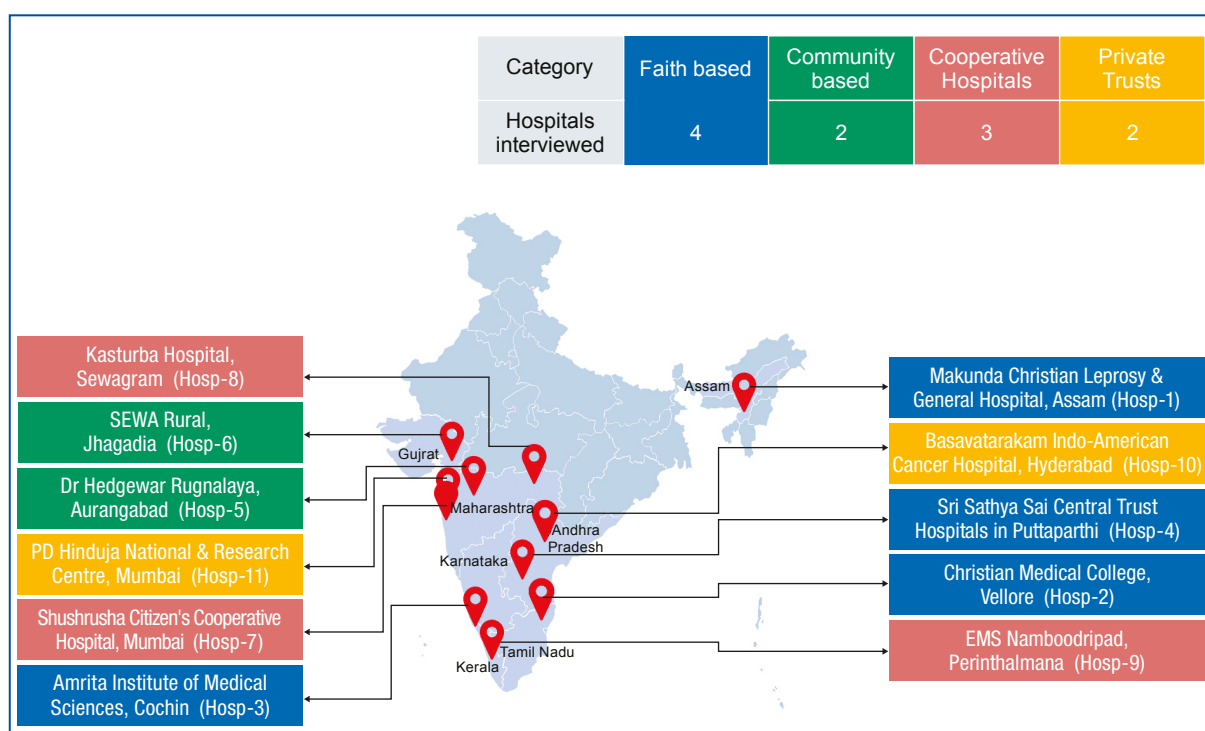 Category
Faith based
Community
based
Cooperative
Hospitals
Private
Trusts
Hospitals
interviewed
4
2
3
2
Kasturba Hospital,
Sewagram (Hosp-8)
SEWA Rural,
Jhagadia (Hosp-6)
Dr Hedgewar Rugnalaya,
Aurangabad (Hosp-5)
PD Hinduja National & Research
Centre, Mumbai (Hosp-11)
Shushrusha Citizen's Cooperative
Hospital, Mumbai (Hosp-7)
Amrita Institute of Medical
Sciences, Cochin (Hosp-3)
Assam
Gujrat
Maharashtra
Andhra
Pradesh
Karnataka
Tamil Nadu
Kerala
Makunda Christian Leprosy &
General Hospital, Assam (Hosp-1)
Basavatarakam Indo-American
Cancer Hospital, Hyderabad (Hosp-10)
Sri Sathya Sai Central Trust
Hospitals in Puttaparthi (Hosp-4)
Christian Medical College,
Vellore (Hosp-2)
EMS Namboodripad,
Perinthalmana (Hosp-9)